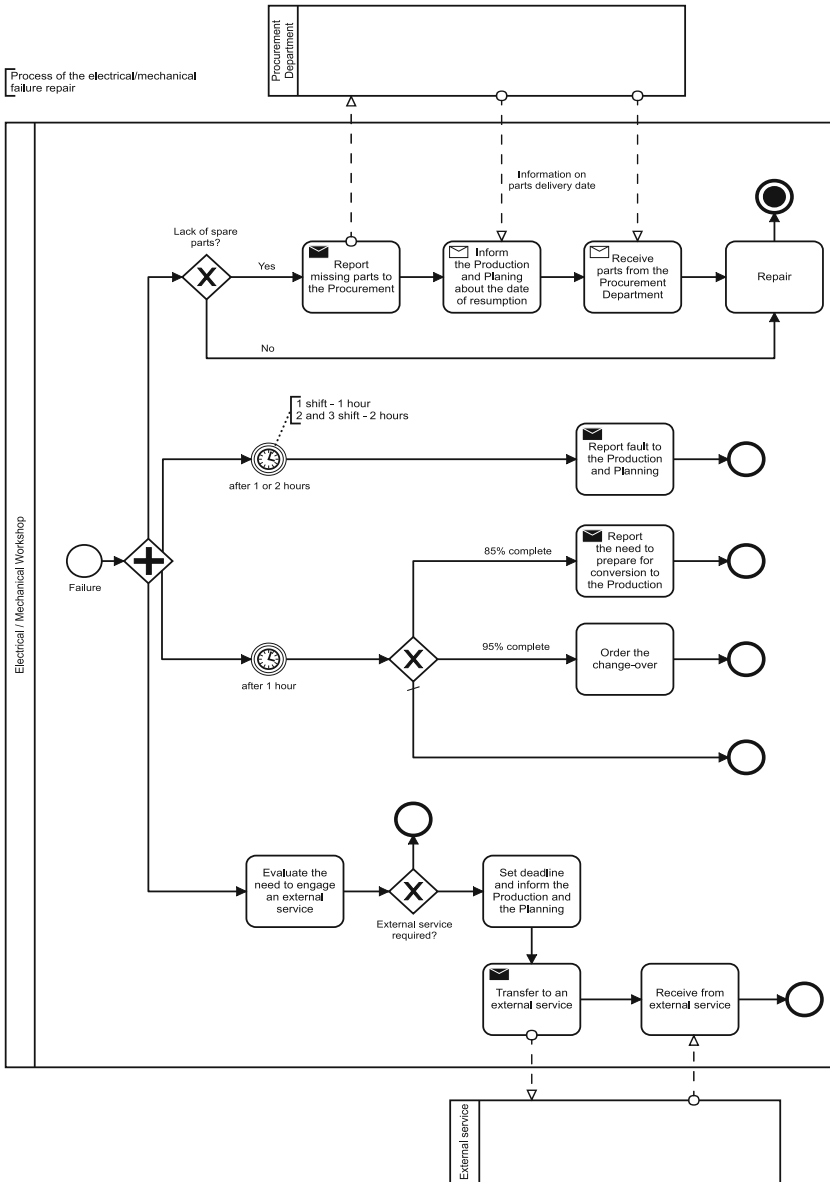 Procurement
Department
Process of the electrical/mechanical
failure repair
Information on
parts delivery date
Lack of spare
parts?
Yes
Report
missing parts to
the Procurement
Inform
the Production
and Planing
about the date
of resumption
Receive
parts from the
Procurement
Department
Repair
No
1 shift - 1 hour
2 and 3 shift - 2 hours
after 1 or 2 hours
Report fault to
the Production
and Planning
Electrical / Mechanical Workshop
Failure
85% complete
Report
the need to
prepare for
conversion to
the Production
after 1 hour
95% complete
Order the
change-over
Evaluate the
need to engage
an external
service
External service
required?
Set deadline
and inform the
Production and
the Planning
Transfer to an
external service
Receive from
external service
External service